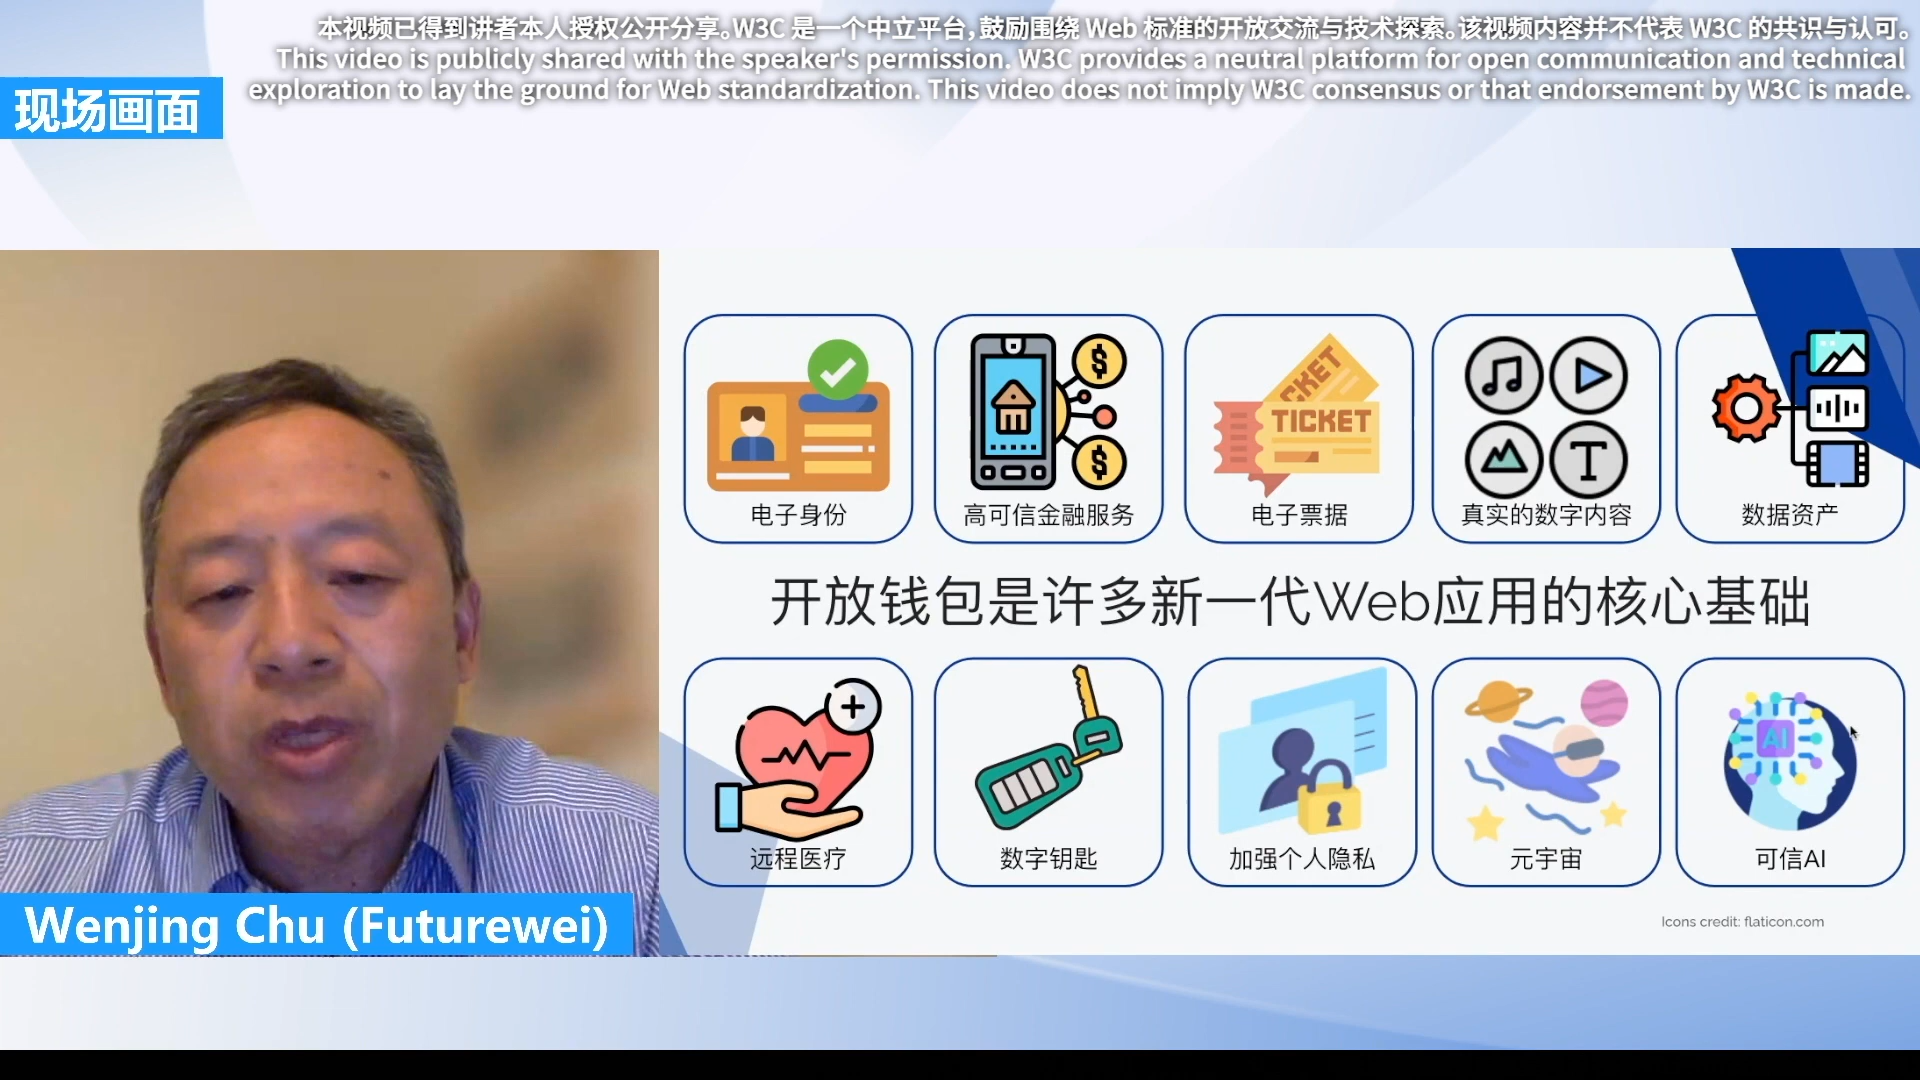 本视频已得到讲者本人授权公开分享。W3C 是一个中立平台，鼓励围绕 Web 标准的开放交流与技术探索。该视频内容并不代表 W3C 的共识与认可。
This video is publicly shared with the speaker's permission. W3C provides a neutral platform for open communication and technical
exploration to lay the ground for Web standardization. This video does not imply W3C consensus or that endorsement by W3C is made.
现场画面
CKET
TICKET
T
电子身份
高可信金融服务
电子票据
真实的数字内容
数据资产
开放钱包是许多新一代Web应用的核心基础
AI
远程医疗
数字钥匙
加强个人隐私
元宇宙
可信AI
Icons credit: flaticon.com
Wenjing Chu (Futurewei)